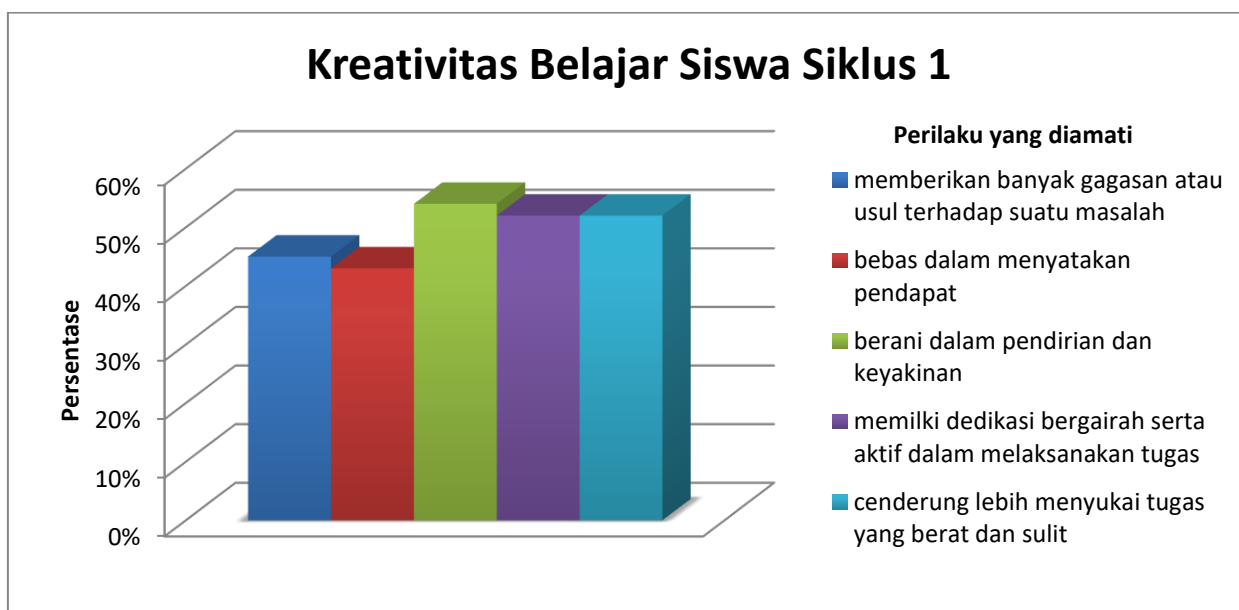 Kreativitas Belajar Siswa Siklus 1
Persentase
60%
50%
40%
30%
20%
10%
0%
Perilaku yang diamati
memberikan banyak gagasan atau
usul terhadap suatu masalah
bebas dalam menyatakan
pendapat
berani dalam pendirian dan
keyakinan
memilki dedikasi bergairah serta
aktif dalam melaksanakan tugas
cenderung lebih menyukai tugas
yang berat dan sulit